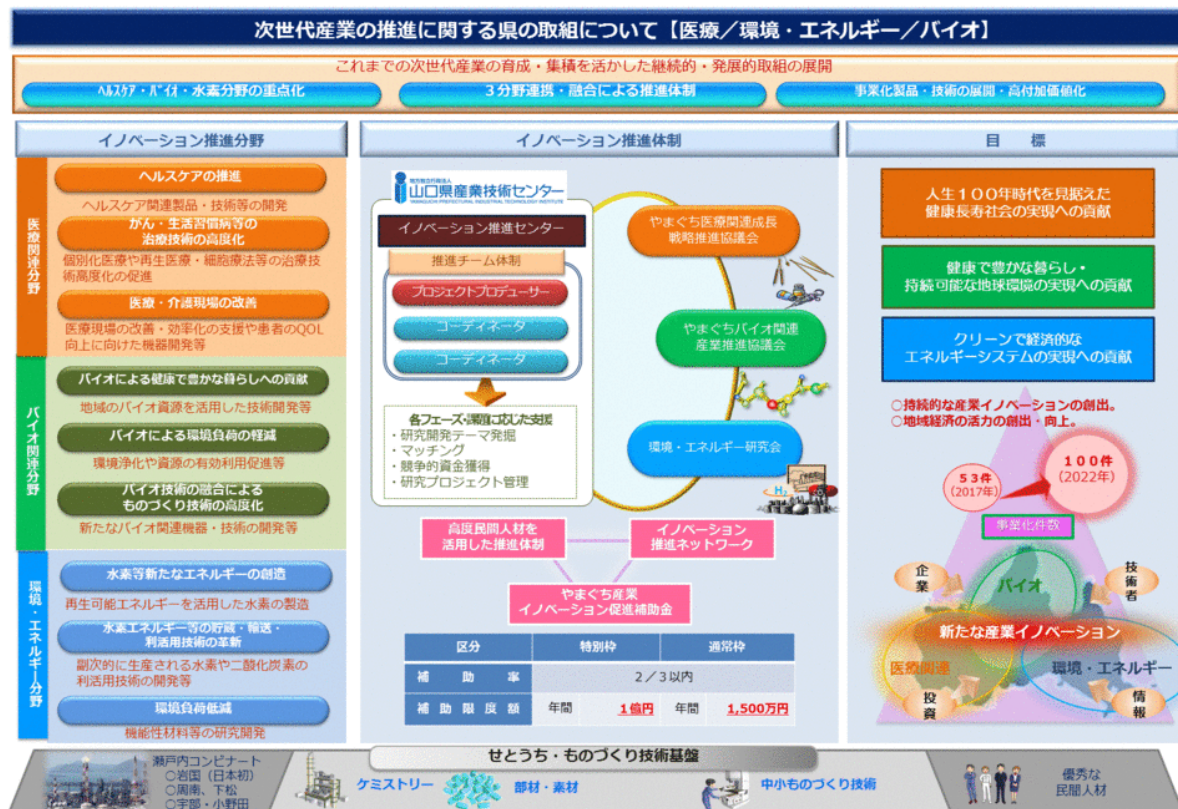 次世代産業の推進に関する県の取組について【医療／環境・エネルギー／バイオ】
これまでの次世代産業の育成・集積を活かした継続的・発展的取組の展開
ﾍﾙｽｹｱ・ﾊﾞｲｵ・水素分野の重点化
３分野連携・融合による推進体制
事業化製品・技術の展開・高付加価値化
イノベーション推進分野
医療関連分野
ヘルスケアの推進
ヘルスケア関連製品・技術等の開発
がん・生活習慣病等の
治療技術の高度化
個別化医療や再生医療・細胞療法等の治療技
術高度化の促進
医療・介護現場の改善
医療現場の改善・効率化の支援や患者のQOL
向上に向けた機器開発等
バイオ関連分野
バイオによる健康で豊かな暮らしへの貢献
地域のバイオ資源を活用した技術開発等
バイオによる環境負荷の軽減
環境浄化や資源の有効利用促進等
バイオ技術の融合による
ものづくり技術の高度化
新たなバイオ関連機器・技術の開発等
環境・エネルギー分野
水素等新たなエネルギーの創造
再生可能エネルギーを活用した水素の製造
水素エネルギー等の貯蔵・輸送・
利活用技術の革新
副次的に生産される水素や二酸化炭素の
利活用技術の開発等
環境負荷低減
機能性材料等の研究開発
イノベーション推進体制
地方独立行政法人
山口県産業技術センター
YAMAGUCHI PREFECTURAL INDUSTRIAL TECHNOLOGY INSTITUTE
イノベーション推進センター
推進チーム体制
プロジェクトプロデューサー
コーディネータ
コーディネータ
各フェーズ・課題に応じた支援
・研究開発テーマ発掘
・マッチング
・競争的資金獲得
・研究プロジェクト管理
やまぐち医療関連成長
戦略推進協議会
やまぐちバイオ関連
産業推進協議会
環境・エネルギー研究会
H₂
高度民間人材を
活用した推進体制
イノベーション
推進ネットワーク
やまぐち産業
イノベーション促進補助金
区分 特別枠 通常枠
補助率 ２／３以内
補助限度額 年間 １億円 年間 1,500万円
目　標
人生１００年時代を見据えた
健康長寿社会の実現への貢献
健康で豊かな暮らし・
持続可能な地球環境の実現への貢献
クリーンで経済的な
エネルギーシステムの実現への貢献
○持続的な産業イノベーションの創出。
○地域経済の活力の創出・向上。
５３件
(2017年)
１００件
(2022年)
事業化件数
企業
技術者
バイオ
新たな産業イノベーション
医療関連
環境・エネルギー
投資
情報
せとうち・ものづくり技術基盤
瀬戸内コンビナート
○岩国（日本初）
○周南、下松
○宇部・小野田
ケミストリー
部材・素材
中小ものづくり技術
優秀な
民間人材